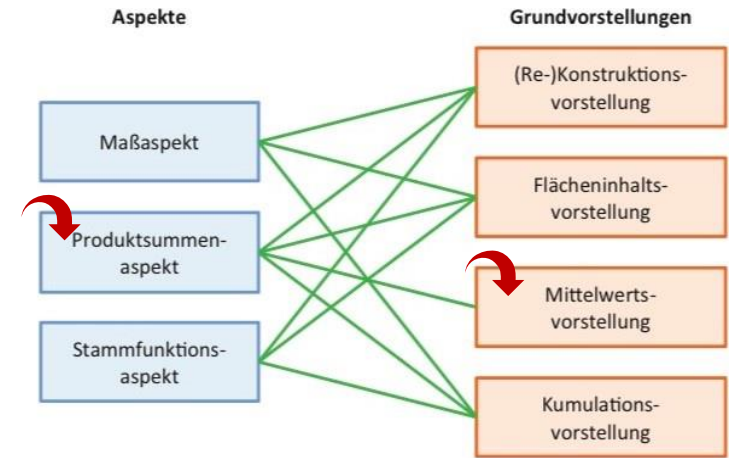 Aspekte
Maßaspekt
Produktsummen-
aspekt
Stammfunktions-
aspekt
Grundvorstellungen
(Re-)Konstruktions-
vorstellung
Flächeninhalts-
vorstellung
Mittelwerts-
vorstellung
Kumulations-
vorstellung